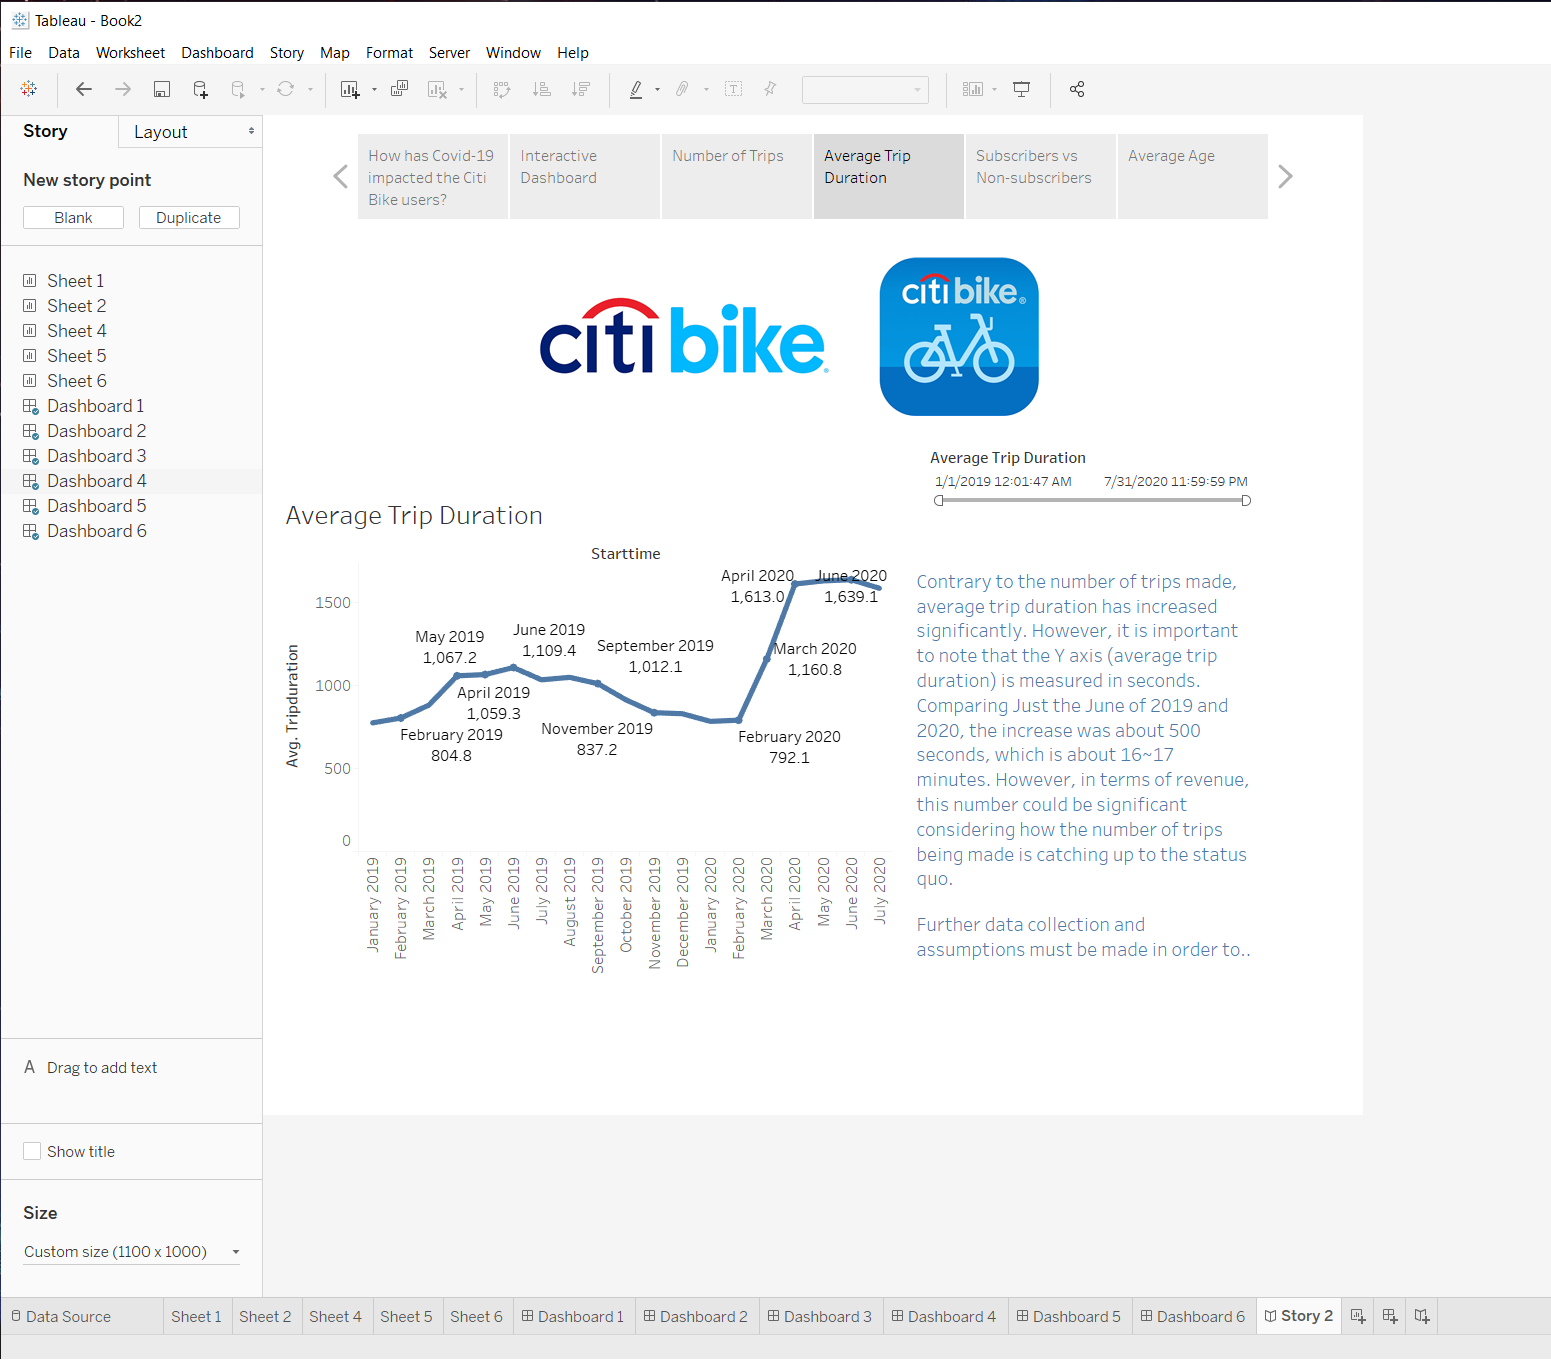 Tableau - Book2
File Data Worksheet Dashboard Story Map Format Server Window Help
Story
Layout
New story point
Blank
Duplicate
Sheet 1
Sheet 2
Sheet 4
Sheet 5
Sheet 6
Dashboard 1
Dashboard 2
Dashboard 3
Dashboard 4
Dashboard 5
Dashboard 6
A Drag to add text
Show title
Size
Custom size (1100 x 1000)
How has Covid-19
impacted the Citi
Bike users?
Interactive
Dashboard
Number of Trips
Average Trip
Duration
Subscribers vs
Non-subscribers
Average Age
citi bike®
citi bike®
Average Trip Duration
1/1/2019 12:01:47 AM 7/31/2020 11:59:59 PM
Average Trip Duration
Starttime
Avg. Tripduration
1500
1000
500
0
February 2019
804.8
April 2019
1,059.3
May 2019
1,067.2
June 2019
1,109.4
September 2019
1,012.1
November 2019
837.2
February 2020
792.1
March 2020
1,160.8
April 2020
1,613.0
June 2020
1,639.1
January 2019
February 2019
March 2019
April 2019
May 2019
June 2019
July 2019
August 2019
September 2019
October 2019
November 2019
December 2019
January 2020
February 2020
March 2020
April 2020
May 2020
June 2020
July 2020
Contrary to the number of trips made,
average trip duration has increased
significantly. However, it is important
to note that the Y axis (average trip
duration) is measured in seconds.
Comparing Just the June of 2019 and
2020, the increase was about 500
seconds, which is about 16~17
minutes. However, in terms of revenue,
this number could be significant
considering how the number of trips
being made is catching up to the status
quo.
Further data collection and
assumptions must be made in order to..
Data Source
Sheet 1
Sheet 2
Sheet 4
Sheet 5
Sheet 6
Dashboard 1
Dashboard 2
Dashboard 3
Dashboard 4
Dashboard 5
Dashboard 6
Story 2